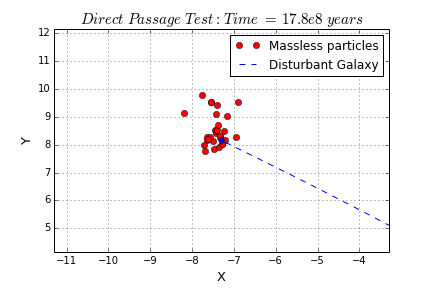 Direct Passage Test: Time = 17.8e8 years
Massless particles
Disturbant Galaxy
12
11
10
9
8
7
6
5
Y
−11 −10 −9 −8 −7 −6 −5 −4
X